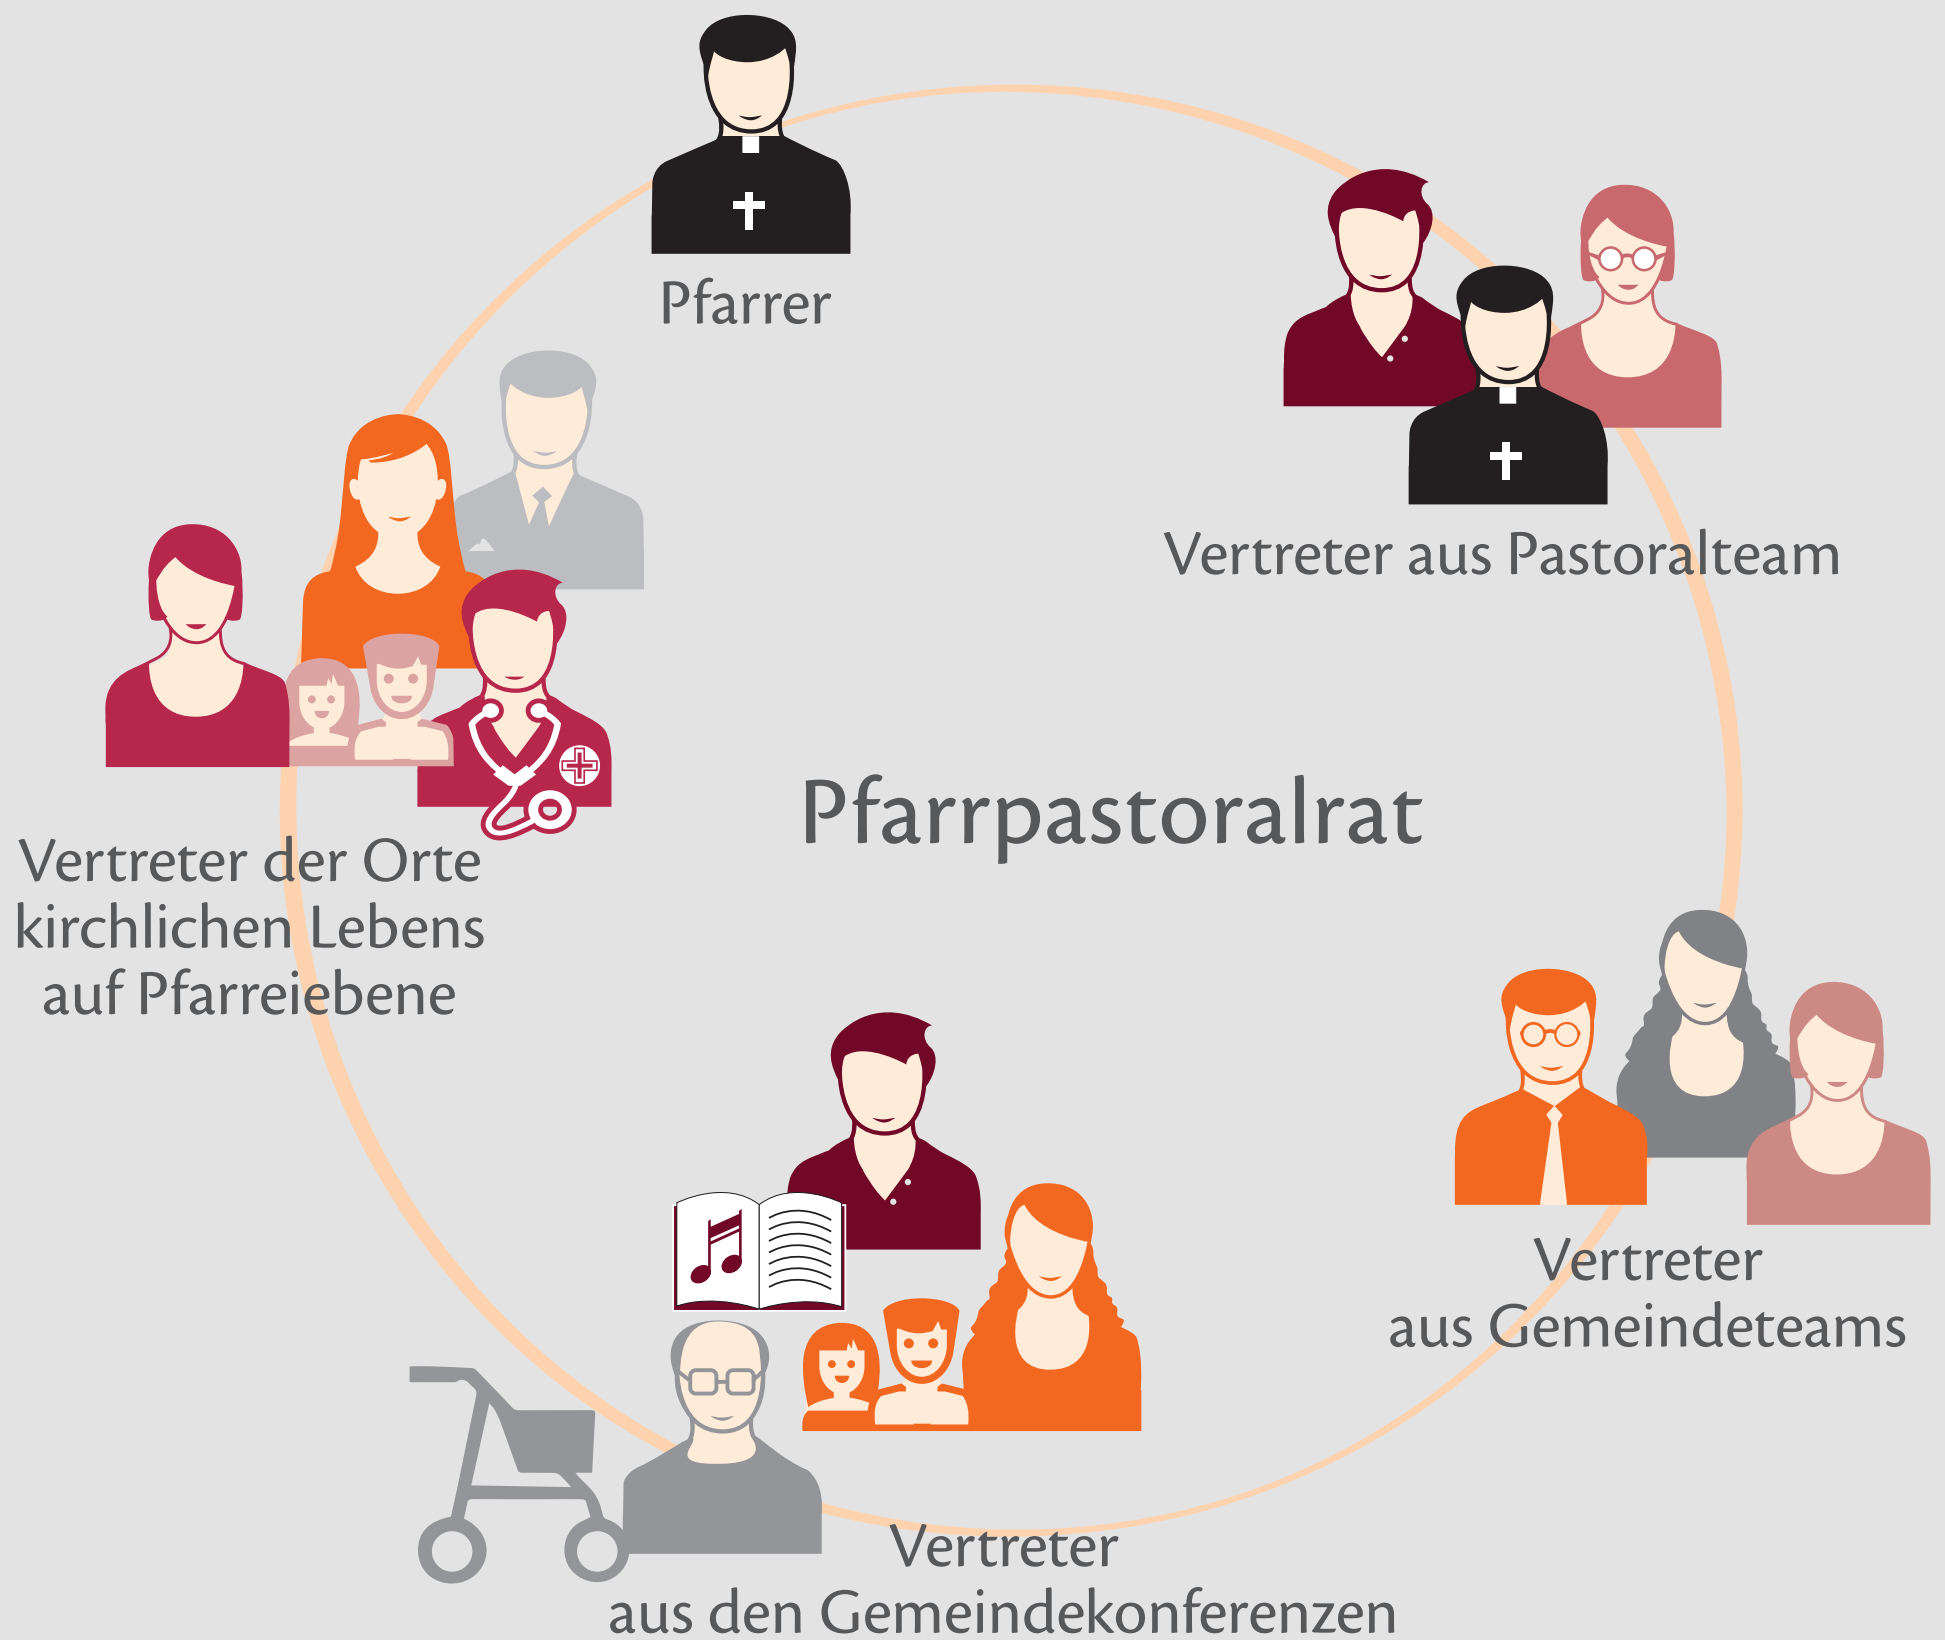 Pfarrer
Vertreter aus Pastoralteam
Pfarrpastoralrat
Vertreter der Orte
kirchlichen Lebens
auf Pfarreiebene
Vertreter
aus Gemeindeteams
Vertreter
aus den Gemeindekonferenzen